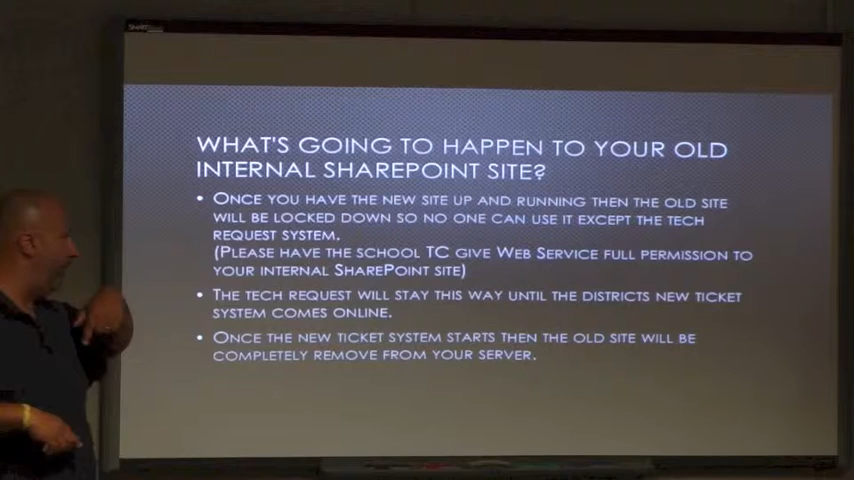 SMART
WHAT'S GOING TO HAPPEN TO YOUR OLD
INTERNAL SHAREPOINT SITE?
• ONCE YOU HAVE THE NEW SITE UP AND RUNNING THEN THE OLD SITE
WILL BE LOCKED DOWN SO NO ONE CAN USE IT EXCEPT THE TECH
REQUEST SYSTEM.
(PLEASE HAVE THE SCHOOL TC GIVE WEB SERVICE FULL PERMISSION TO
YOUR INTERNAL SHAREPOINT SITE)
• THE TECH REQUEST WILL STAY THIS WAY UNTIL THE DISTRICTS NEW TICKET
SYSTEM COMES ONLINE.
• ONCE THE NEW TICKET SYSTEM STARTS THEN THE OLD SITE WILL BE
COMPLETELY REMOVE FROM YOUR SERVER.